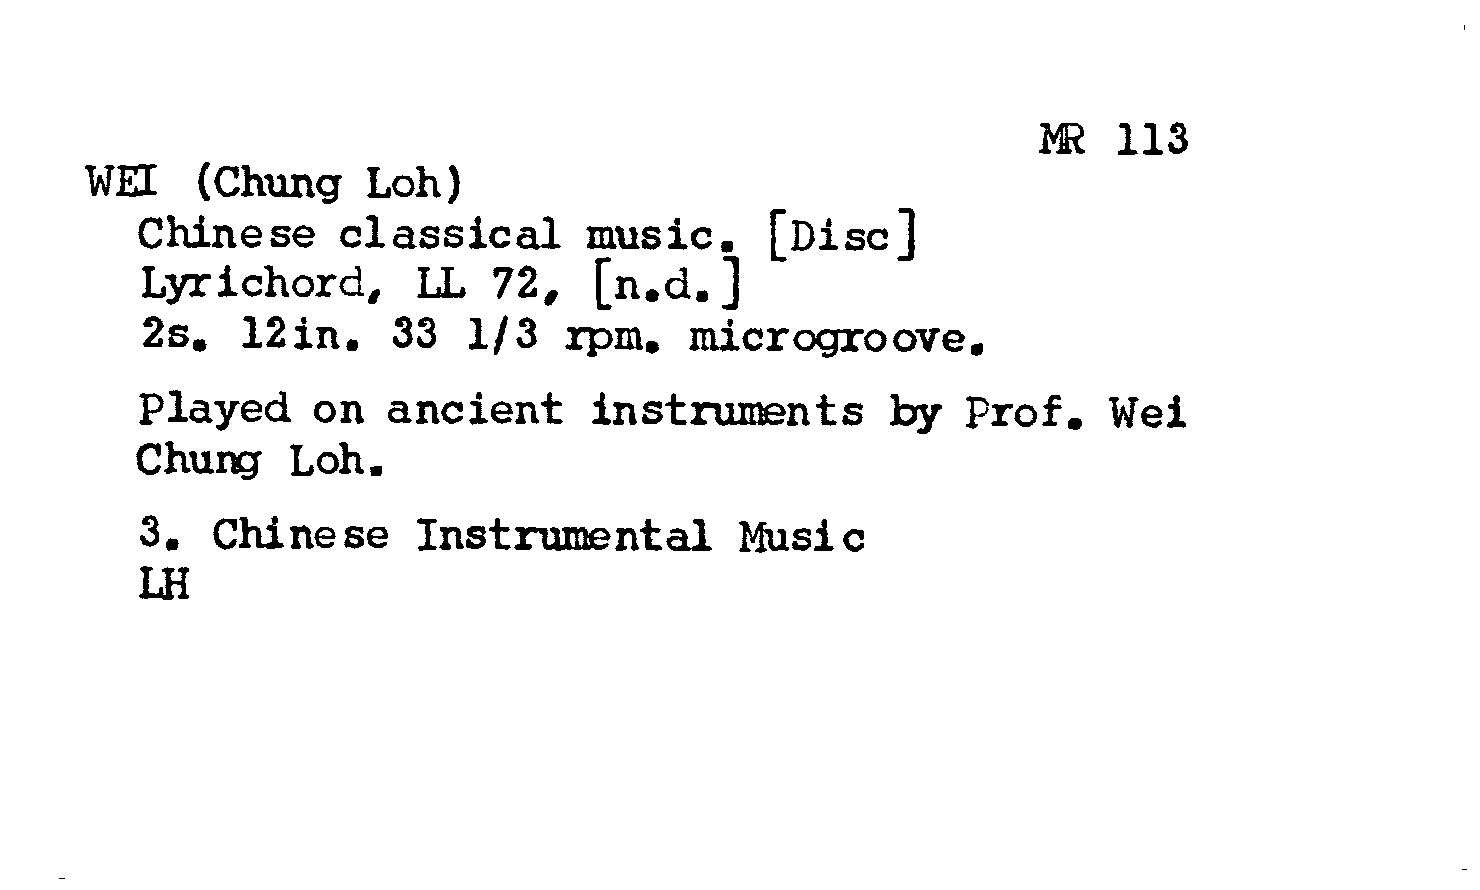 MR 113
WEI (Chung Loh)
Chinese classical music. [Disc]
Lyrichord, LL 72, [n.d.]
2s. 12in. 33 1/3 rpm. microgroove.
Played on ancient instruments by Prof. Wei
Chung Loh.
3. Chinese Instrumental Music
LH